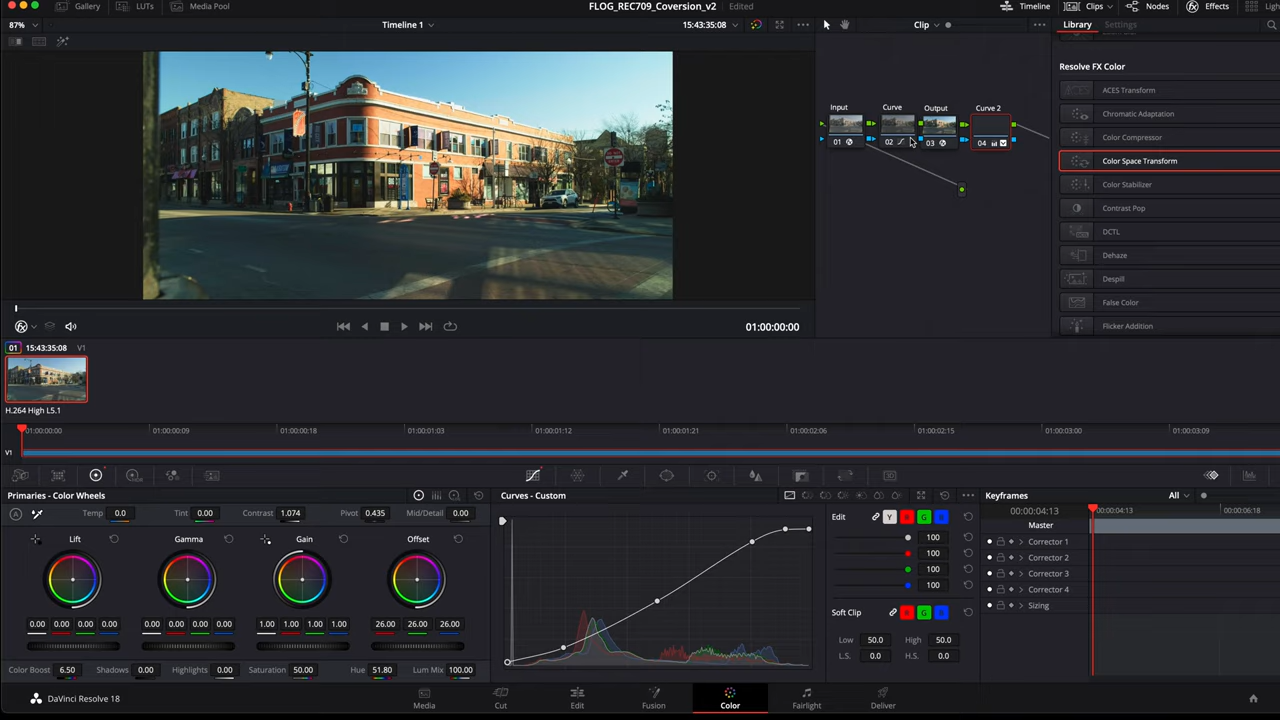 Gallery LUTs Media Pool FLOG_REC709_Coversion_v2 Edited Timeline Clips Nodes Effects Ligh
87% Timeline 1 15:43:35:08 Clip Library Settings
Resolve FX Color
ACES Transform
Input Curve Output Curve 2
Chromatic Adaptation
Color Compressor
01 02 03 04
Color Space Transform
Color Stabilizer
Contrast Pop
DCTL
Dehaze
Despill
False Color
Flicker Addition
01:00:00:00
01 15:43:35:08 V1
H.264 High L5.1
01:00:00:00 01:00:00:09 01:00:00:18 01:00:01:03 01:00:01:12 01:00:01:21 01:00:02:06 01:00:02:15 01:00:03:00 01:00:03:09
V1
Primaries - Color Wheels Curves - Custom Keyframes All
Temp 0.0 Tint 0.00 Contrast 1.074 Pivot 0.435 Mid/Detail 0.00
00:00:04:13 00:00:04:13 00:00:06:18
Edit Y R G B
Master
Lift Gamma Gain Offset
100
Corrector 1
100
Corrector 2
100
Corrector 3
100
Corrector 4
Sizing
Soft Clip R G B
0.00 0.00 0.00 0.00 0.00 0.00 0.00 0.00 1.00 1.00 1.00 1.00 26.00 26.00 26.00
Low 50.0 High 50.0
L.S. 0.0 H.S. 0.0
Color Boost 6.50 Shadows 0.00 Highlights 0.00 Saturation 50.00 Hue 51.80 Lum Mix 100.00
DaVinci Resolve 18 Media Cut Edit Fusion Color Fairlight Deliver